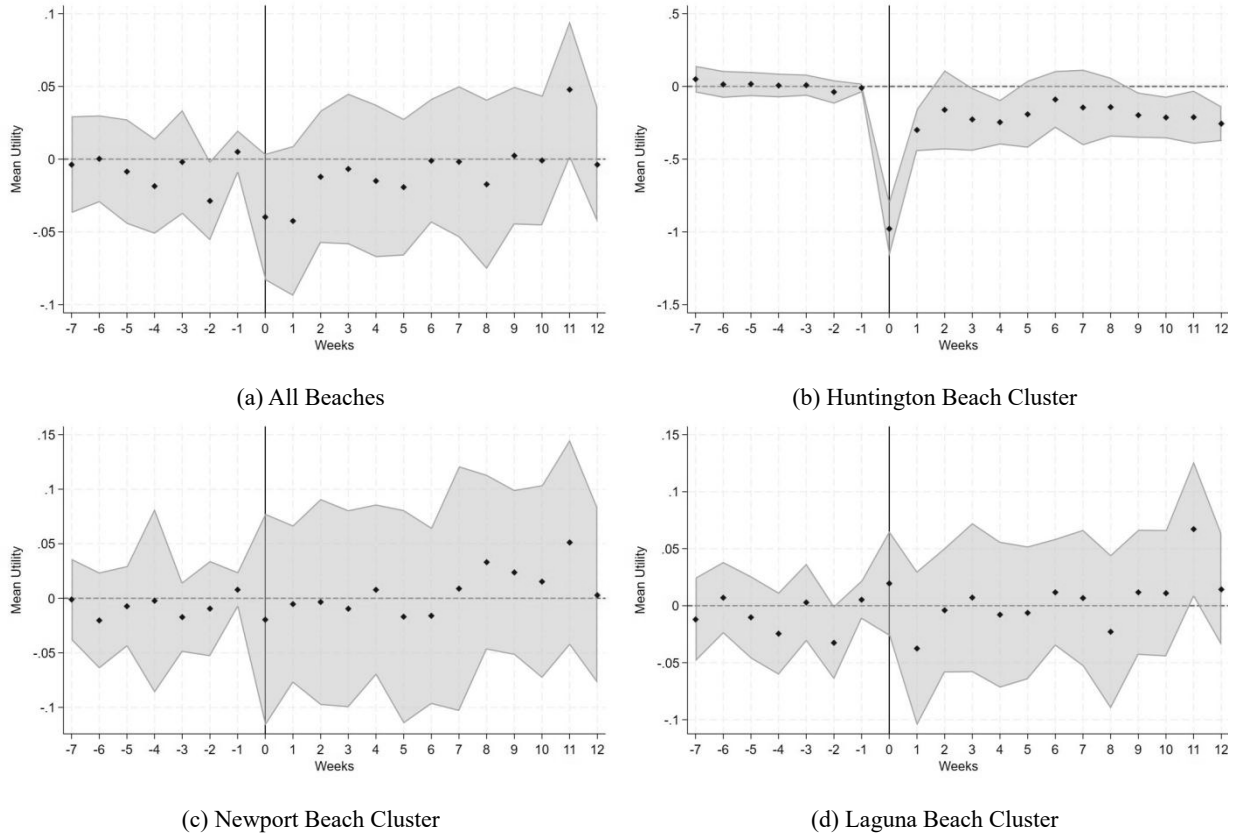 .1
.05
0
-.05
-.1
Mean Utility
-7 -6 -5 -4 -3 -2 -1 0 1 2 3 4 5 6 7 8 9 10 11 12
Weeks
(a) All Beaches
.5
0
-.5
-1
-1.5
Mean Utility
-7 -6 -5 -4 -3 -2 -1 0 1 2 3 4 5 6 7 8 9 10 11 12
Weeks
(b) Huntington Beach Cluster
.15
.1
.05
0
-.05
-.1
Mean Utility
-7 -6 -5 -4 -3 -2 -1 0 1 2 3 4 5 6 7 8 9 10 11 12
Weeks
(c) Newport Beach Cluster
.15
.1
.05
0
-.05
-.1
Mean Utility
-7 -6 -5 -4 -3 -2 -1 0 1 2 3 4 5 6 7 8 9 10 11 12
Weeks
(d) Laguna Beach Cluster